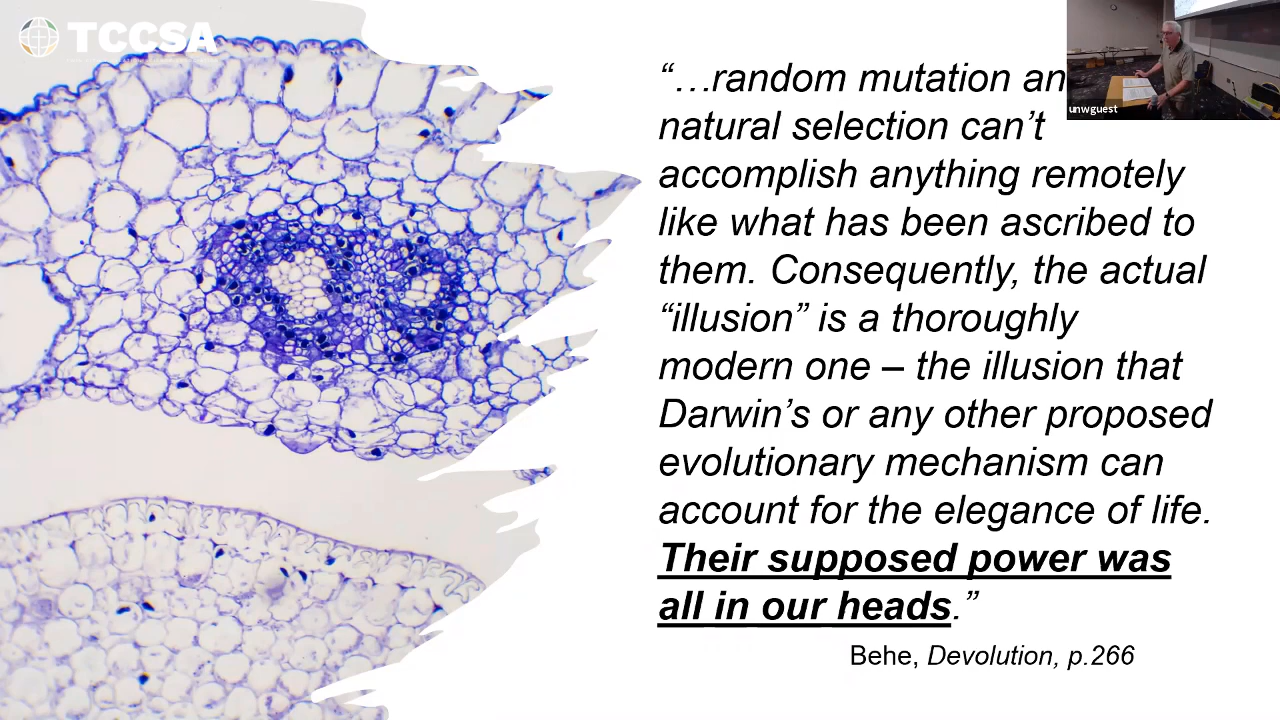 TCCSA
“…random mutation an
natural selection can’t
accomplish anything remotely
like what has been ascribed to
them. Consequently, the actual
“illusion” is a thoroughly
modern one – the illusion that
Darwin’s or any other proposed
evolutionary mechanism can
account for the elegance of life.
Their supposed power was
all in our heads.”
Behe, Devolution, p.266
unwguest